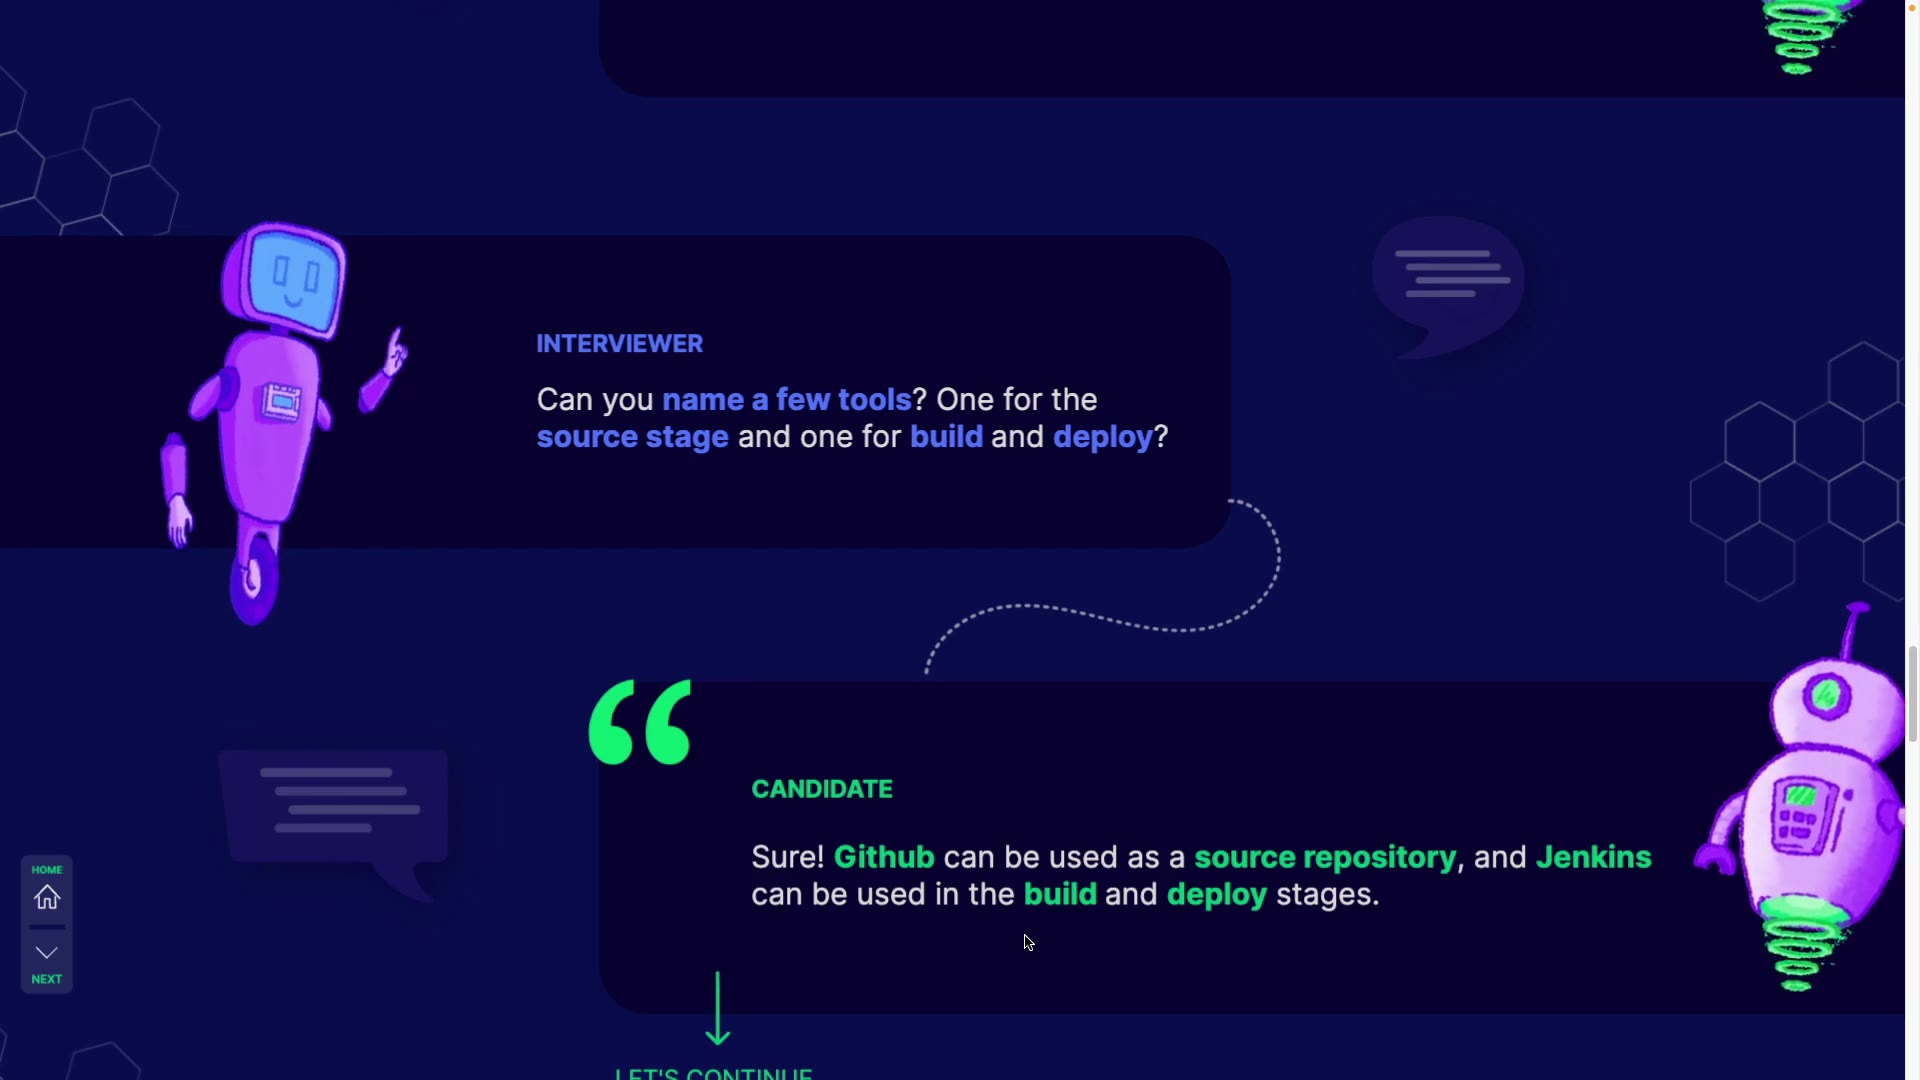 INTERVIEWER
Can you name a few tools? One for the
source stage and one for build and deploy?
CANDIDATE
Sure! Github can be used as a source repository, and Jenkins
can be used in the build and deploy stages.
HOME
NEXT
LET'S CONTINUE